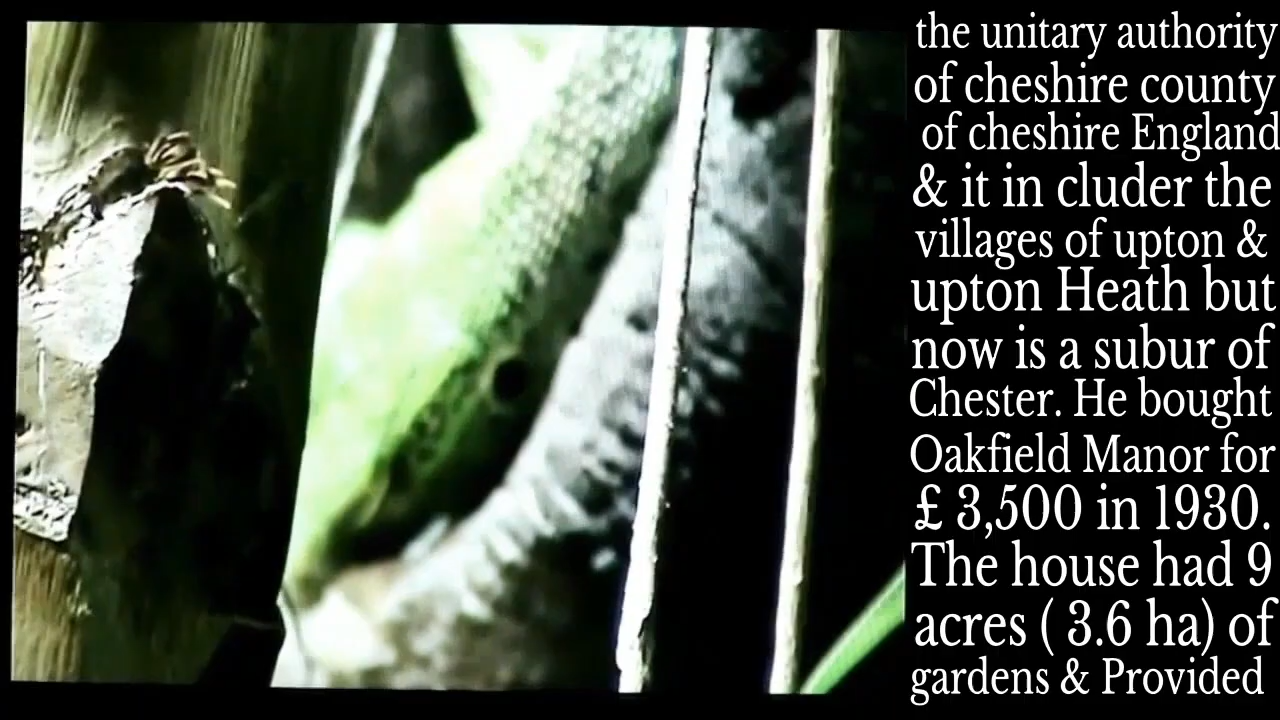 the unitary authority
of cheshire county
of cheshire England
& it in cluder the
villages of upton &
upton Heath but
now is a subur of
Chester. He bought
Oakfield Manor for
£ 3,500 in 1930.
The house had 9
acres ( 3.6 ha) of
gardens & Provided